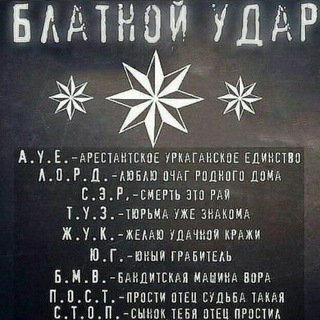 БЛАТНОЙ УДАР
А.У.Е.-АРЕСТАНТСКОЕ УРКАГАНСКОЕ ЕДИНСТВО
Л.О.Р.Д.-ЛЮБЛЮ ОЧАГ РОДНОГО ДОМА
С.Э.Р.-СМЕРТЬ ЭТО РАЙ
Т.У.З.-ТЮРЬМА УЖЕ ЗНАКОМА
Ж.У.К.-ЖЕЛАЮ УДАЧНОЙ КРАЖИ
Ю.Г.-ЮНЫЙ ГРАБИТЕЛЬ
Б.М.В.-БАНДИТСКАЯ МАШИНА ВОРА
П.О.С.Т.-ПРОСТИ ОТЕЦ СУДЬБА ТАКАЯ
С.Т.О.П.-СЫНОК ТЕБЯ ОТЕЦ ПРОСТИЛ